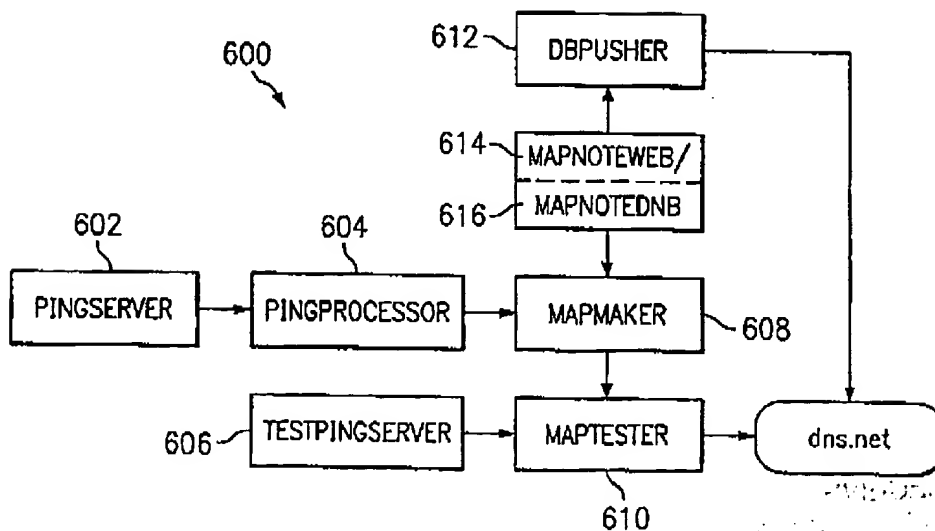 612
DBPUSHER
600
614
MAPNOTEWEB/
616
MAPNOTEDNB
602
604
PINGSERVER
PINGPROCESSOR
MAPMAKER
608
606
TESTPINGSERVER
MAPTESTER
dns.net
610